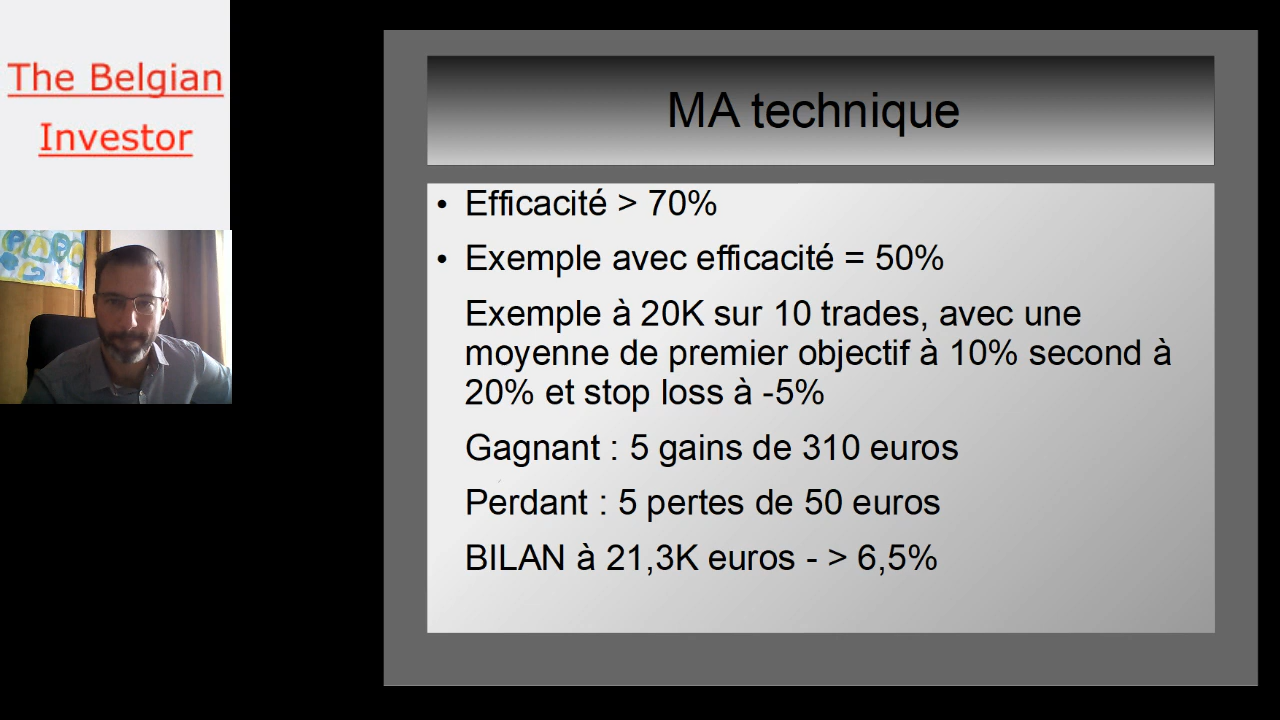 The Belgian
Investor
MA technique
• Efficacité > 70%
• Exemple avec efficacité = 50%
Exemple à 20K sur 10 trades, avec une
moyenne de premier objectif à 10% second à
20% et stop loss à -5%
Gagnant : 5 gains de 310 euros
Perdant : 5 pertes de 50 euros
BILAN à 21,3K euros - > 6,5%